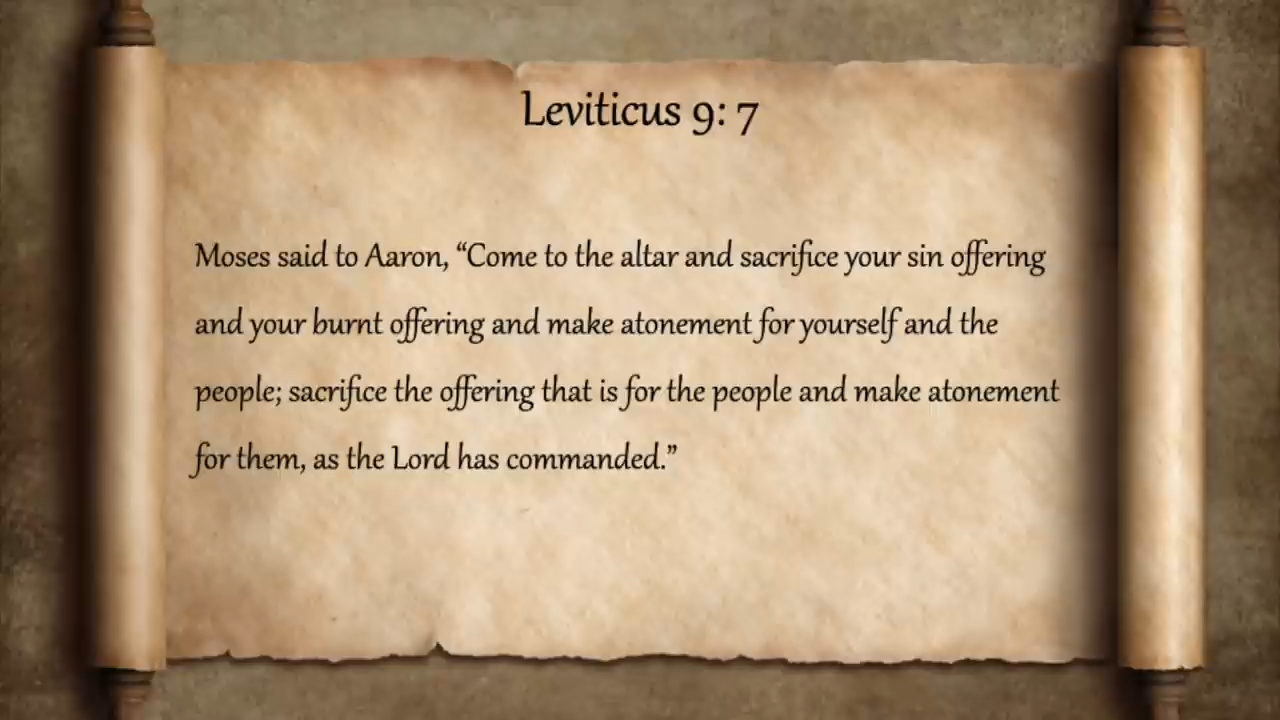 Leviticus 9: 7
Moses said to Aaron, “Come to the altar and sacrifice your sin offering
and your burnt offering and make atonement for yourself and the
people; sacrifice the offering that is for the people and make atonement
for them, as the Lord has commanded.”